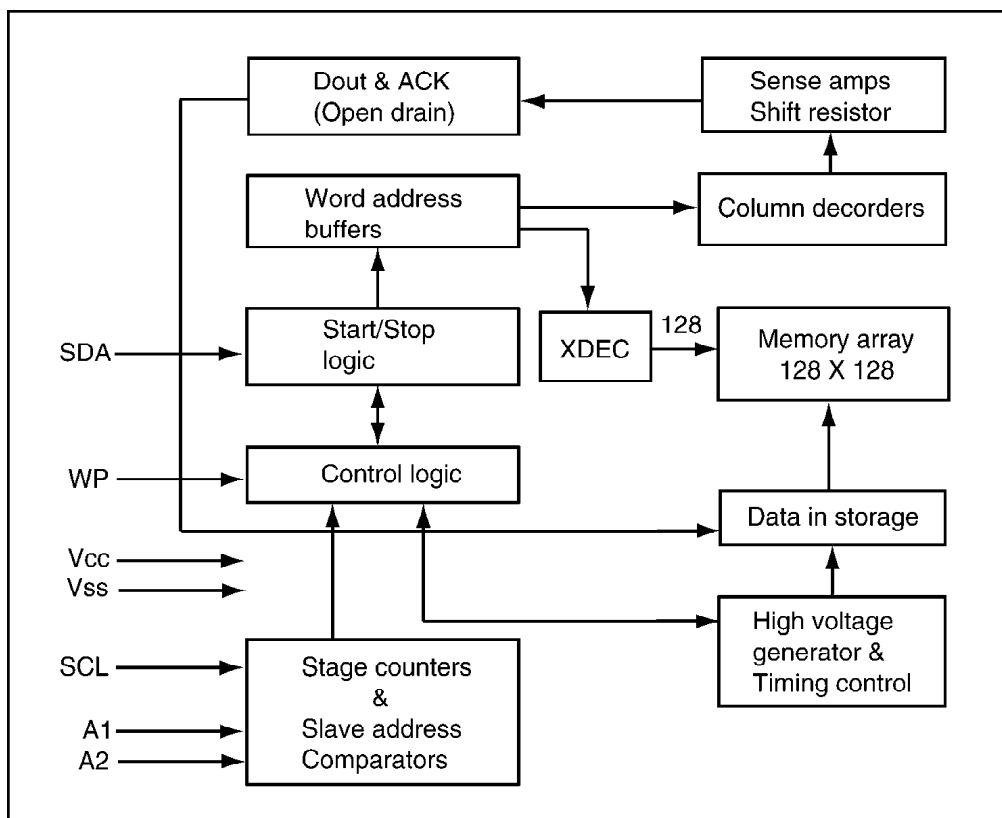 Dout & ACK
(Open drain)
Sense amps
Shift resistor
Word address
buffers
Column decorders
SDA
Start/Stop
logic
XDEC
128
Memory array
128 X 128
WP
Control logic
Data in storage
Vcc
Vss
High voltage
generator &
Timing control
SCL
A1
A2
Stage counters
&
Slave address
Comparators